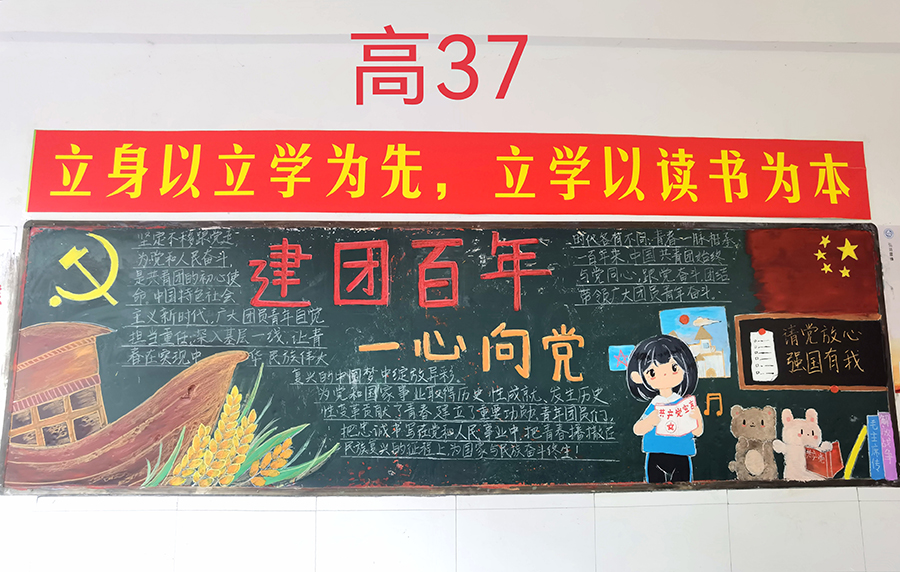 高37
立身以立学为先，立学以读书为本
建团百年
一心向党
坚定不移跟党走
为党和人民奋斗，
是共青团的初心使
命.中国特色社会
主义新时代，广大团员青年自觉
担当重任，深入基层一线，让青
春在实现中 华民族伟大
复兴的中国梦中绽放异彩。
为党和国家事业取得历史性成就、发生历史
性变革贡献了青春、建立了重要功勋.青年团员们，
把忠诚书写在党和人民事业中，把青春播撒在
民族复兴的征程上，为国家与民族奋斗终生！
时代各有不同，青春一脉相承，
一百年来，中国共青团始终
与党同心，跟党奋斗，团结
带领广大团员青年奋斗.
请党放心
强国有我
毛主席传